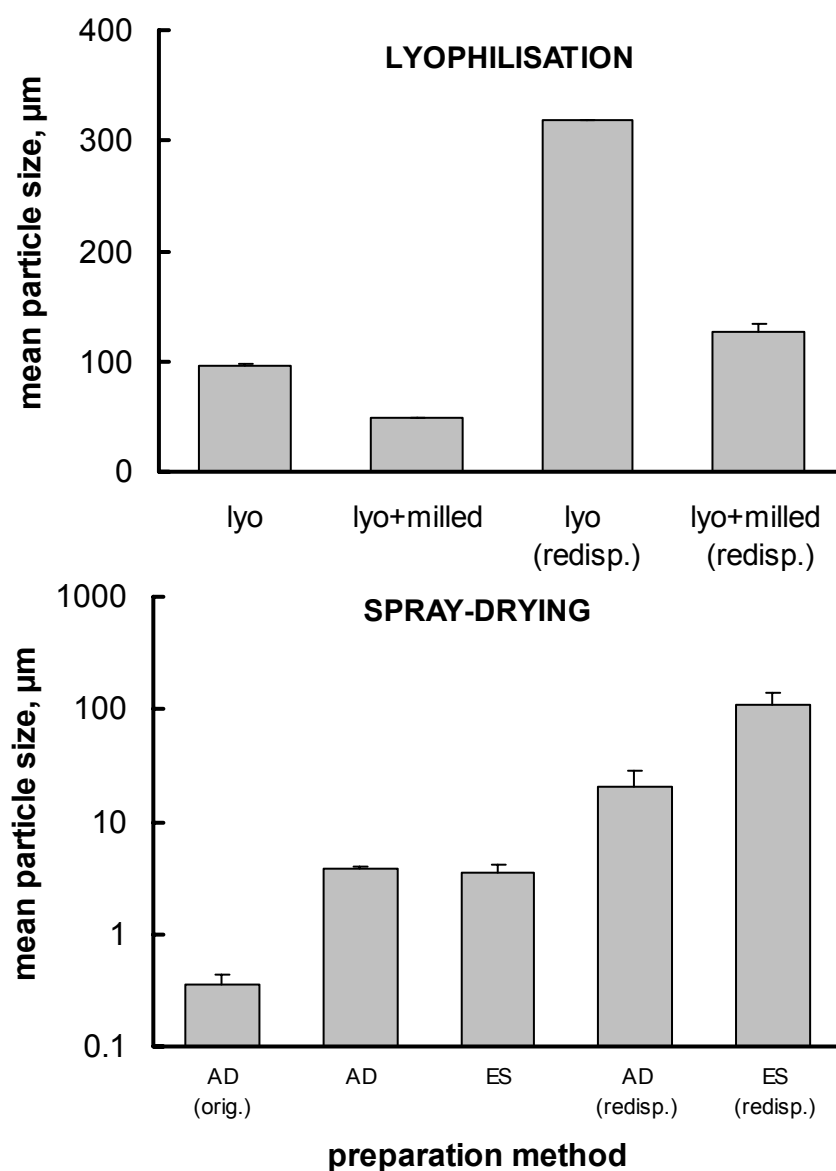 LYOPHILISATION
mean particle size, µm
400
300
200
100
0
lyo
lyo+milled
lyo
(redisp.)
lyo+milled
(redisp.)
SPRAY-DRYING
mean particle size, µm
1000
100
10
1
0.1
AD
(orig.)
AD
ES
AD
(redisp.)
ES
(redisp.)
preparation method